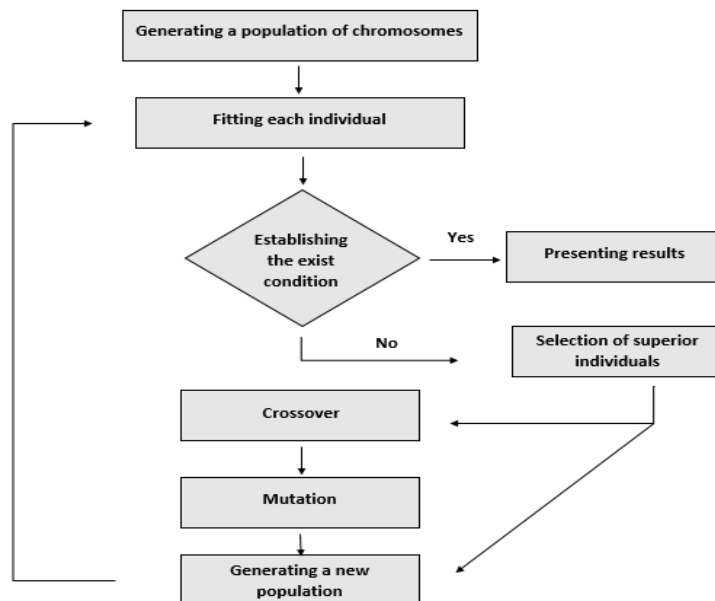 Generating a population of chromosomes
Fitting each individual
Establishing
the exist
condition
Yes
Presenting results
No
Selection of superior
individuals
Crossover
Mutation
Generating a new
population